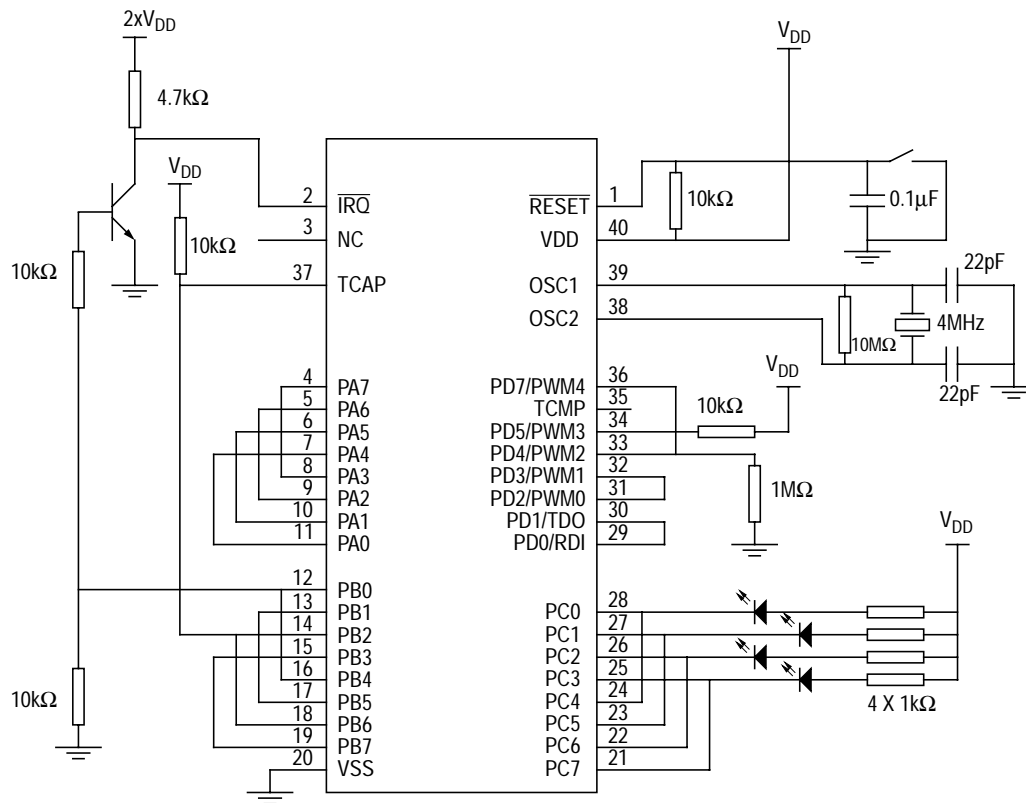 2xVDD
VDD
4.7kΩ
VDD
2 IRQ
RESET 1
10kΩ
0.1µF
3 NC
VDD 40
10kΩ
10kΩ
37 TCAP
OSC1 39
22pF
OSC2 38
4MHz
10MΩ
VDD
22pF
4 PA7
PD7/PWM4 36
5 PA6
TCMP 35
10kΩ
6 PA5
PD5/PWM3 34
7 PA4
PD4/PWM2 33
8 PA3
PD3/PWM1 32
9 PA2
PD2/PWM0 31
1MΩ
10 PA1
PD1/TDO 30
11 PA0
PD0/RDI 29
VDD
12 PB0
13 PB1
PC0 28
14 PB2
PC1 27
15 PB3
PC2 26
16 PB4
PC3 25
10kΩ
17 PB5
PC4 24
4 X 1kΩ
18 PB6
PC5 23
19 PB7
PC6 22
20 VSS
PC7 21